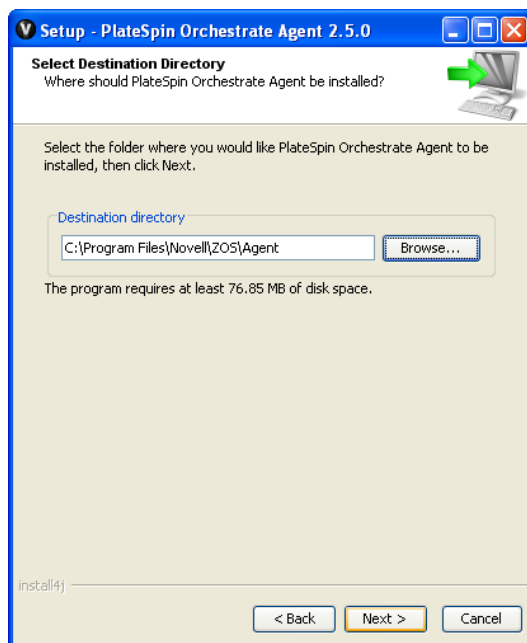 Setup - PlateSpin Orchestrate Agent 2.5.0
Select Destination Directory
Where should PlateSpin Orchestrate Agent be installed?
Select the folder where you would like PlateSpin Orchestrate Agent to be
installed, then click Next.
Destination directory
C:\Program Files\Novell\ZOS\Agent
Browse...
The program requires at least 76.85 MB of disk space.
install4j
< Back
Next >
Cancel